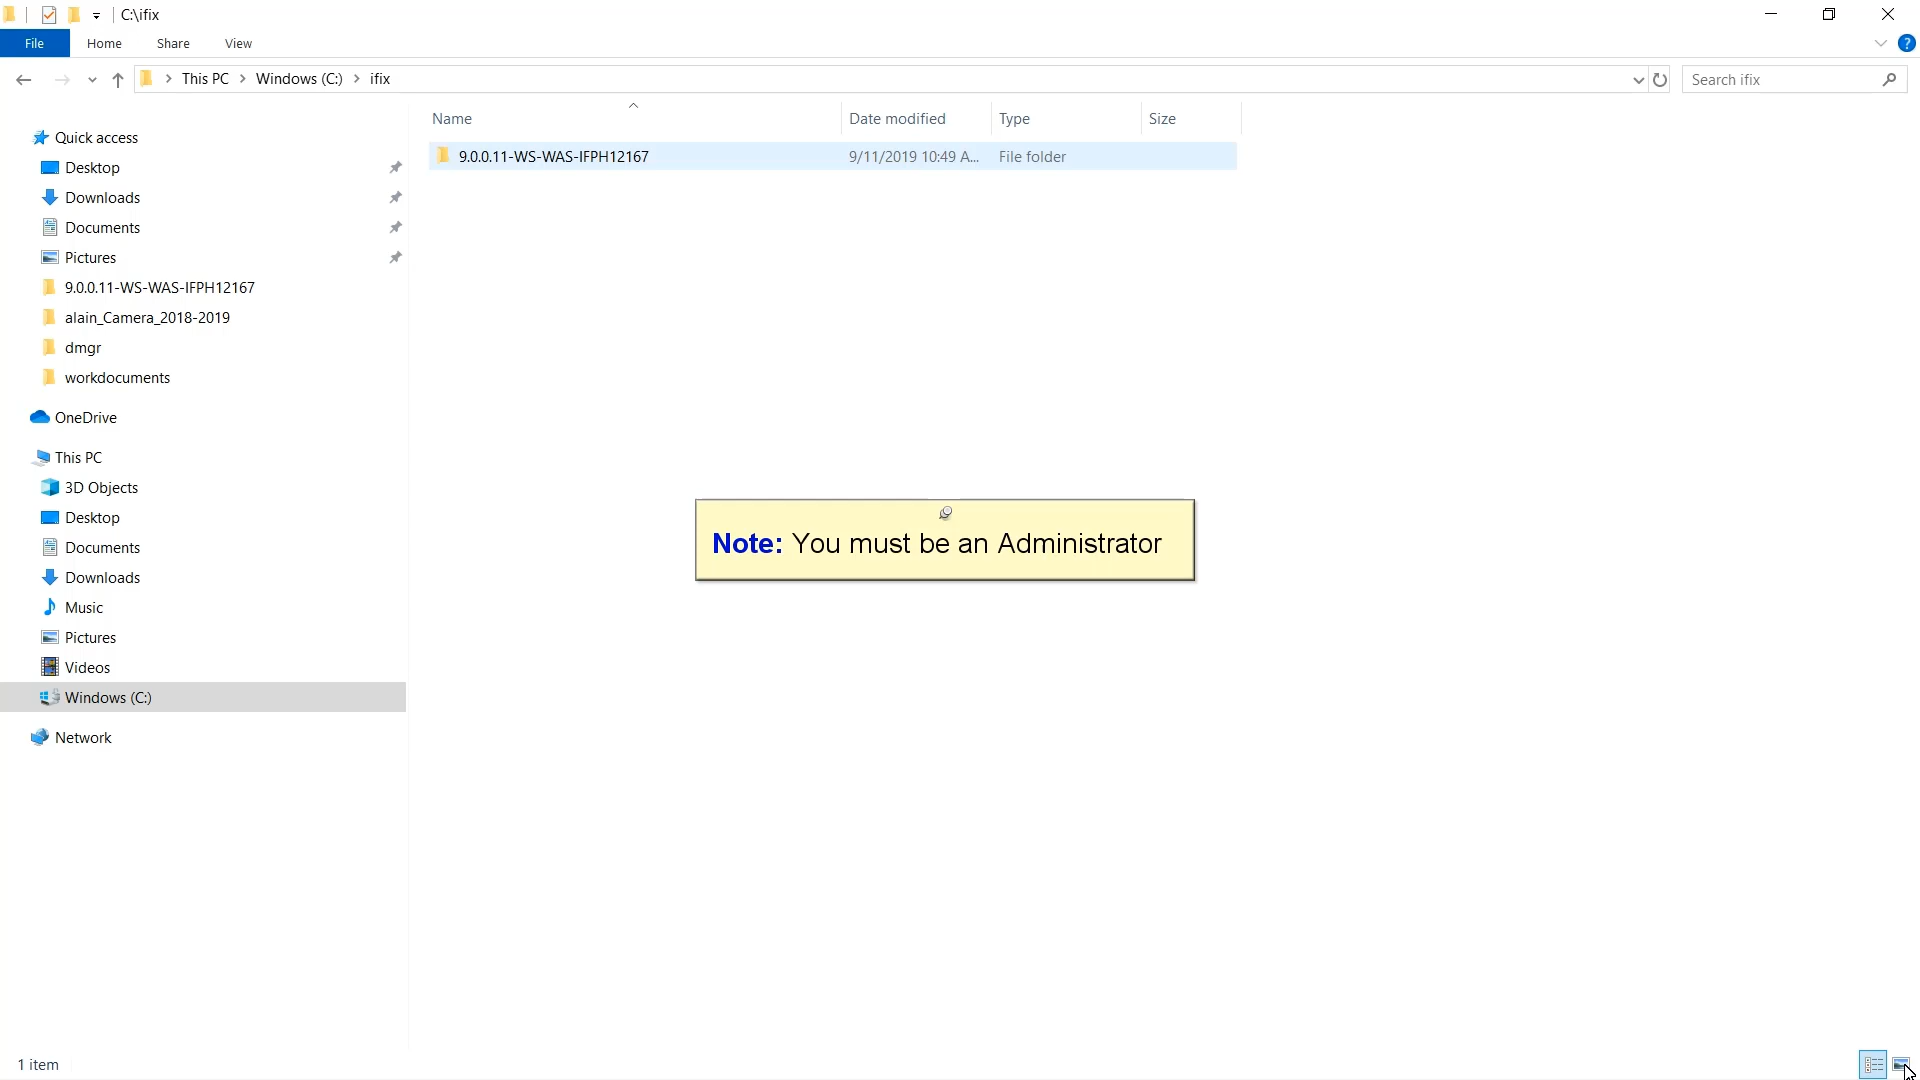 C:\ifix
File Home Share View
?
This PC Windows (C:) ifix
Search ifix
Name Date modified Type Size
9.0.0.11-WS-WAS-IFPH12167 9/11/2019 10:49 A... File folder
Quick access
Desktop
Downloads
Documents
Pictures
9.0.0.11-WS-WAS-IFPH12167
alain_Camera_2018-2019
dmgr
workdocuments
OneDrive
This PC
3D Objects
Desktop
Documents
Downloads
Music
Pictures
Videos
Windows (C:)
Network
Note: You must be an Administrator
1 item